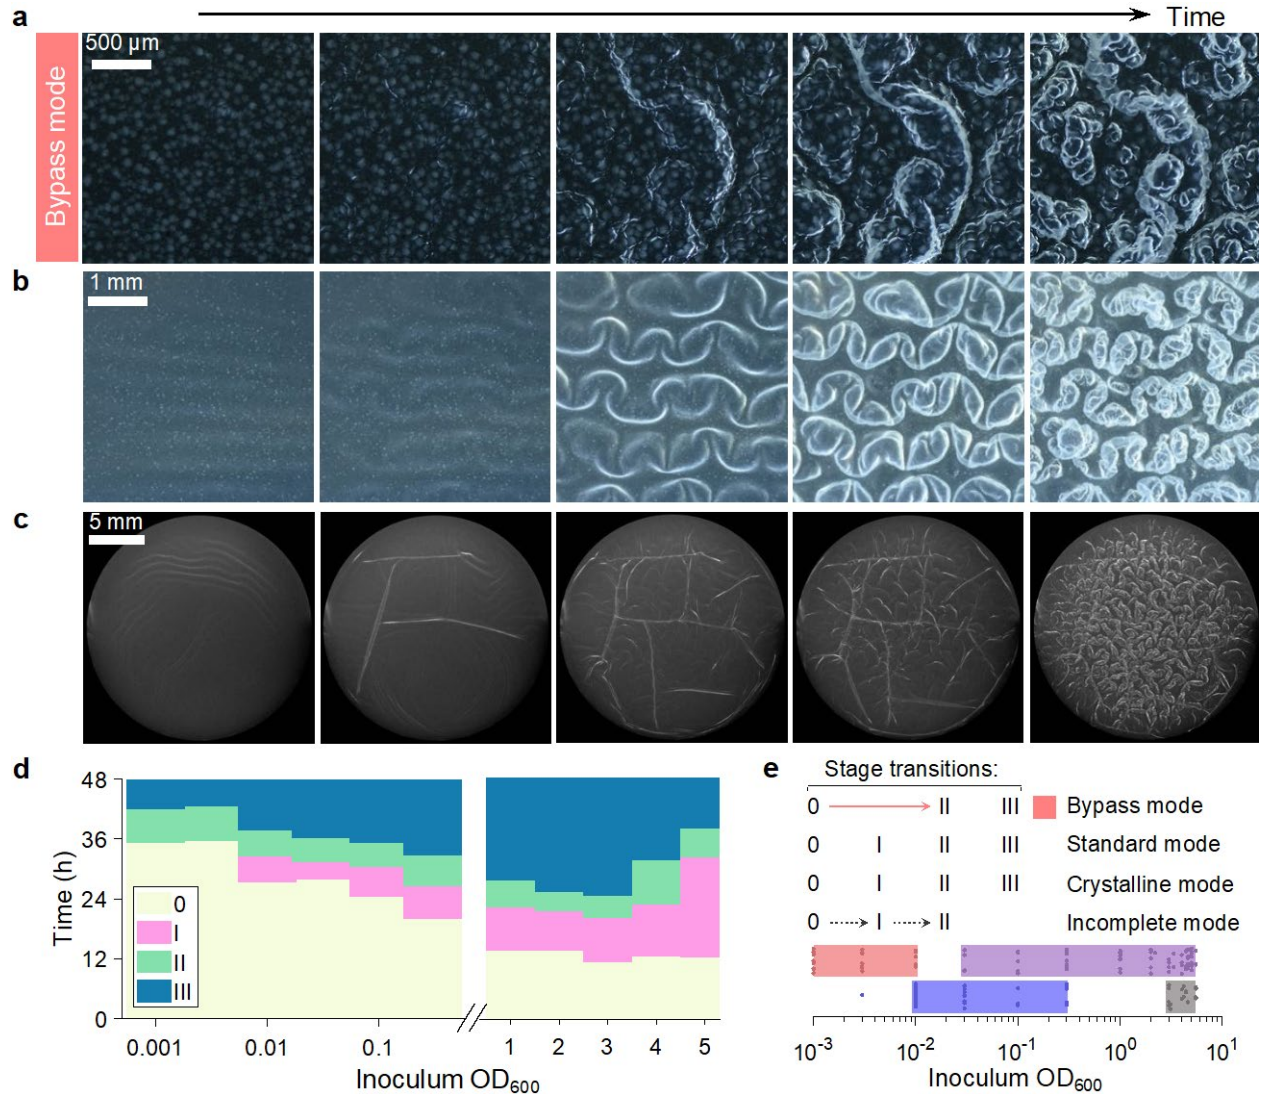 a
Time
500 µm
Bypass mode
b
1 mm
c
5 mm
d
48
36
24
12
0
Time (h)
0
I
II
III
0.001
0.01
0.1
1
2
3
4
5
Inoculum OD600
e
Stage transitions:
0 II III Bypass mode
0 I II III Standard mode
0 I II III Crystalline mode
0 I II Incomplete mode
10-3
10-2
10-1
100
101
Inoculum OD600